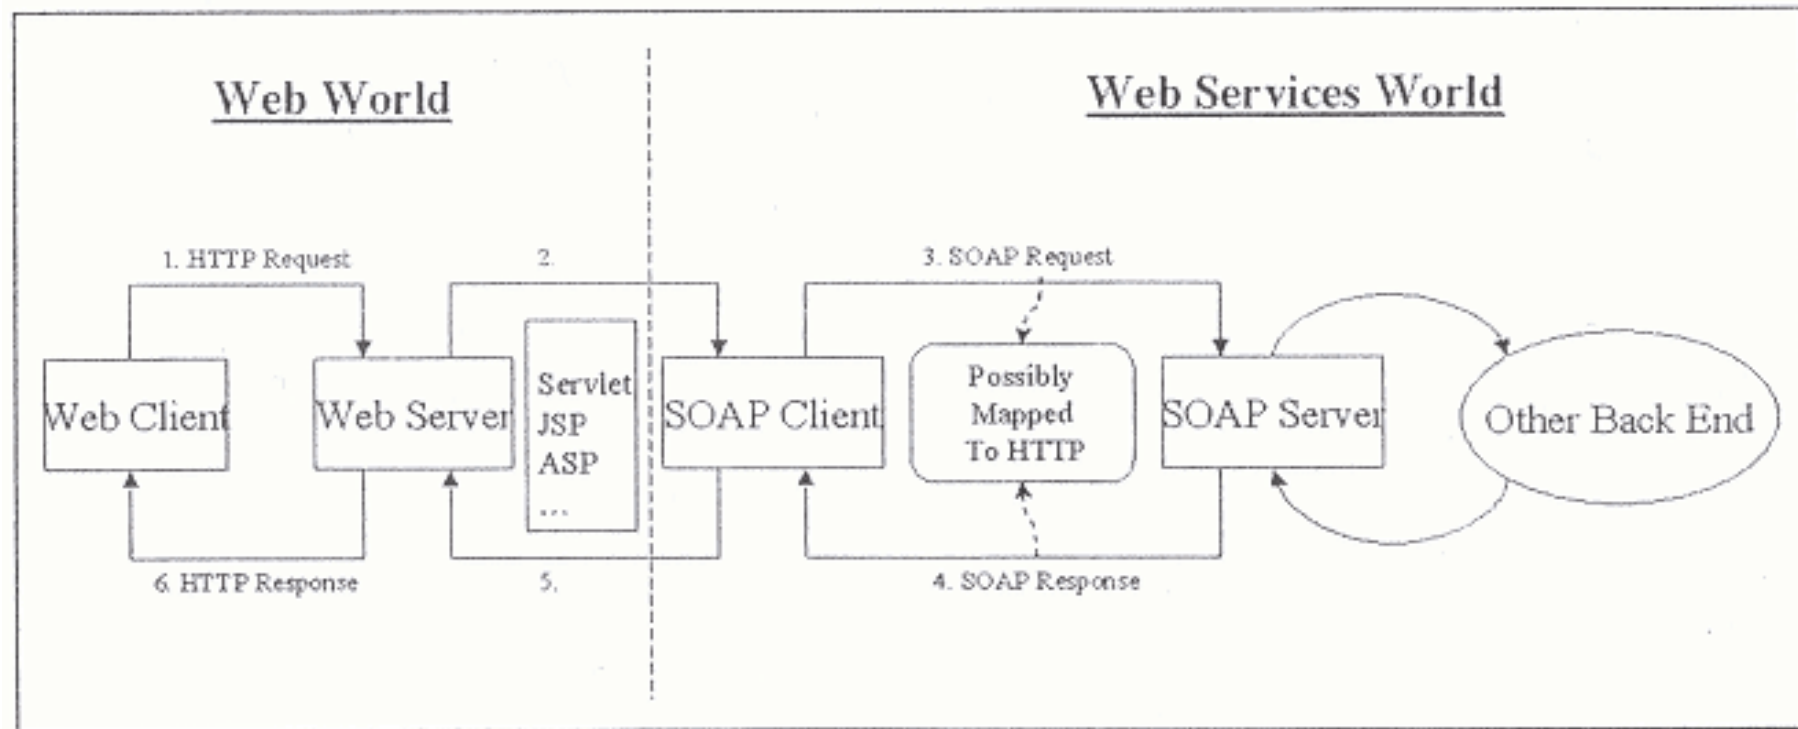 Web World
Web Services World
1. HTTP Request
2.
3. SOAP Request
Web Client
Web Server
Servlet
JSP
ASP
...
SOAP Client
Possibly
Mapped
To HTTP
SOAP Server
Other Back End
6. HTTP Response
5.
4. SOAP Response